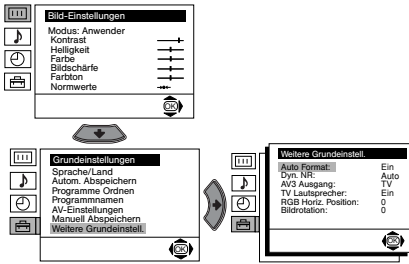 Bild-Einstellungen
Modus: Anwender
Kontrast
Helligkeit
Farbe
Bildschärfe
Farbton
Normwerte
OK
Grundeinstellungen
Sprache/Land
Autom. Abspeichern
Programme Ordnen
Programmnamen
AV-Einstellungen
Manuell Abspeichern
Weitere Grundeinstell.
OK
Weitere Grundeinstell.
Auto Format: Ein
Dyn. NR: Auto
AV3 Ausgang: TV
TV Lautsprecher: Ein
RGB Horiz. Position: 0
Bildrotation: 0
OK